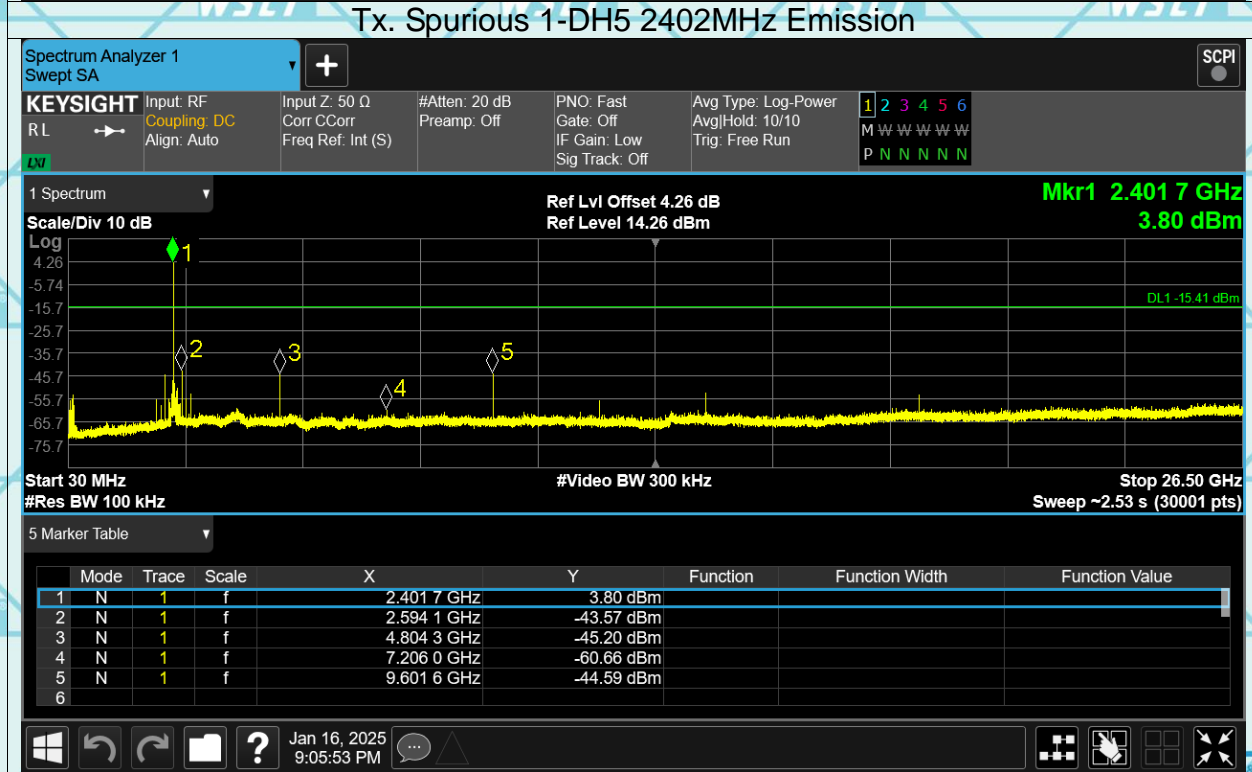 Tx. Spurious 1-DH5 2402MHz Emission
Spectrum Analyzer 1
Swept SA
+
SCPI
KEYSIGHT
RL
LXI
Input: RF
Coupling: DC
Align: Auto
Input Z: 50 Ω
Corr CCorr
Freq Ref: Int (S)
#Atten: 20 dB
Preamp: Off
PNO: Fast
Gate: Off
IF Gain: Low
Sig Track: Off
Avg Type: Log-Power
Avg|Hold: 10/10
Trig: Free Run
1 2 3 4 5 6
M W W W W W
P N N N N N
1 Spectrum
Scale/Div 10 dB
Ref Lvl Offset 4.26 dB
Ref Level 14.26 dBm
Mkr1 2.401 7 GHz
3.80 dBm
Log
4.26
-5.74
-15.7
-25.7
-35.7
-45.7
-55.7
-65.7
-75.7
DL1 -15.41 dBm
1
2
3
4
5
Start 30 MHz
#Video BW 300 kHz
Stop 26.50 GHz
#Res BW 100 kHz
Sweep ~2.53 s (30001 pts)
5 Marker Table
Mode Trace Scale X Y Function Function Width Function Value
1 N 1 f 2.401 7 GHz 3.80 dBm
2 N 1 f 2.594 1 GHz -43.57 dBm
3 N 1 f 4.804 3 GHz -45.20 dBm
4 N 1 f 7.206 0 GHz -60.66 dBm
5 N 1 f 9.601 6 GHz -44.59 dBm
6
?
Jan 16, 2025
9:05:53 PM